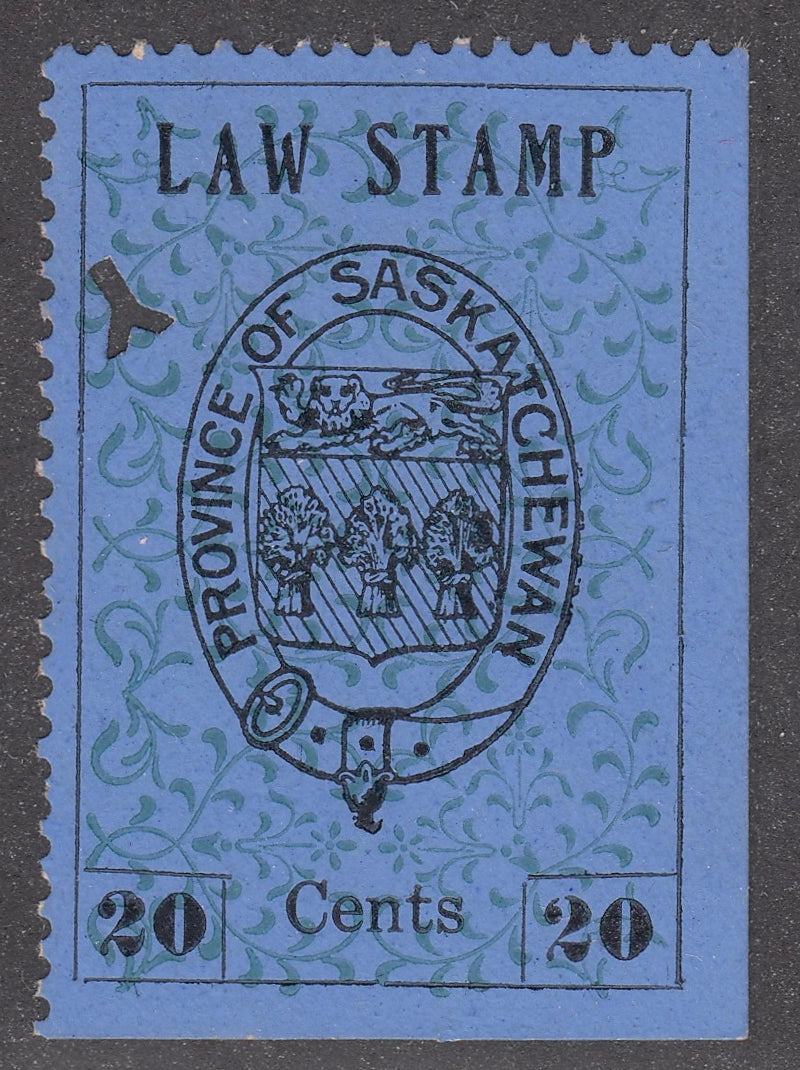 LAW STAMP
PROVINCE OF SASKATCHEWAN
20 Cents 20